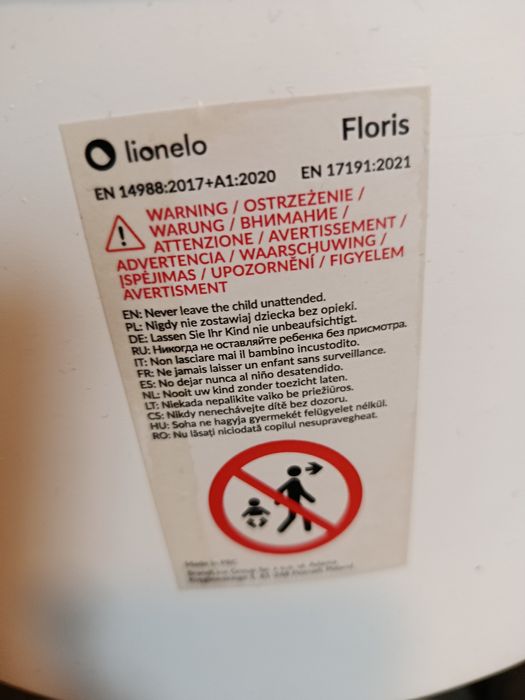 lionelo
Floris
EN 14988:2017+A1:2020
EN 17191:2021
WARNING / OSTRZEŻENIE /
WARUNG / ВНИМАНИЕ /
ATTENZIONE / AVERTISSEMENT /
ADVERTENCIA / WAARSCHUWING /
ĮSPĖJIMAS / UPOZORNĚNÍ / FIGYELEM
AVERTISMENT
EN: Never leave the child unattended.
PL: Nigdy nie zostawiaj dziecka bez opieki.
DE: Lassen Sie Ihr Kind nie unbeaufsichtigt.
RU: Никогда не оставляйте ребенка без присмотра.
IT: Non lasciare mai il bambino incustodito.
FR: Ne jamais laisser un enfant sans surveillance.
ES: No dejar nunca al niño desatendido.
NL: Nooit uw kind zonder toezicht laten.
LT: Niekada nepalikite vaiko be priežiūros.
CS: Nikdy nenechávejte dítě bez dozoru.
HU: Soha ne hagyja gyermekét felügyelet nélkül.
RO: Nu lăsați niciodată copilul nesupravegheat.
Made in PRC